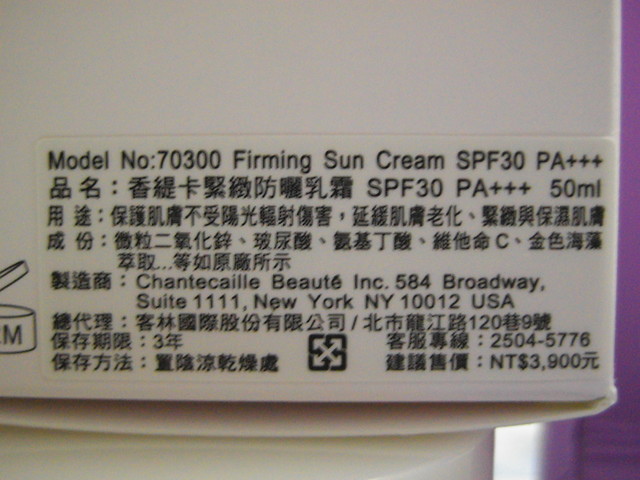 Model No:70300 Firming Sun Cream SPF30 PA+++
品名：香緹卡緊緻防曬乳霜 SPF30 PA+++ 50ml
用途：保護肌膚不受陽光輻射傷害，延緩肌膚老化、緊緻與保濕肌膚
成份：微粒二氧化鋅、玻尿酸、氨基丁酸、維他命C、金色海藻
萃取...等如原廠所示
製造商：Chantecaille Beauté Inc. 584 Broadway,
Suite 1111, New York NY 10012 USA
總代理：客林國際股份有限公司/北市龍江路120巷9號
保存期限：3年 客服專線：2504-5776
保存方法：置陰涼乾燥處 建議售價：NT$3,900元
M